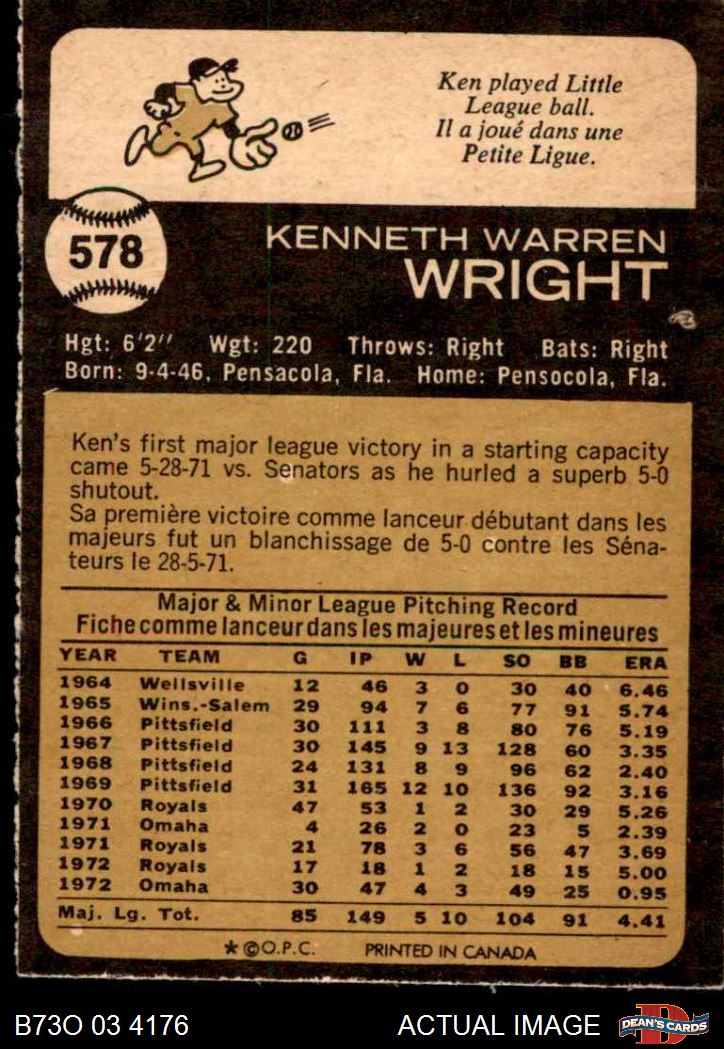 Ken played Little
League ball.
Il a joué dans une
Petite Ligue.
578
KENNETH WARREN
WRIGHT
Hgt: 6'2" Wgt: 220 Throws: Right Bats: Right
Born: 9-4-46, Pensacola, Fla. Home: Pensocola, Fla.
Ken's first major league victory in a starting capacity
came 5-28-71 vs. Senators as he hurled a superb 5-0
shutout.
Sa première victoire comme lanceur débutant dans les
majeurs fut un blanchissage de 5-0 contre les Séna-
teurs le 28-5-71.
Major & Minor League Pitching Record
Fiche comme lanceur dans les majeures et les mineures
YEAR TEAM G IP W L SO BB ERA
1964 Wellsville 12 46 3 0 30 40 6.46
1965 Wins.-Salem 29 94 7 6 77 91 5.74
1966 Pittsfield 30 111 3 8 80 76 5.19
1967 Pittsfield 30 145 9 13 128 60 3.35
1968 Pittsfield 24 131 8 9 96 62 2.40
1969 Pittsfield 31 165 12 10 136 92 3.16
1970 Royals 47 53 1 2 30 29 5.26
1971 Omaha 4 26 2 0 23 5 2.39
1971 Royals 21 78 3 6 56 47 3.69
1972 Royals 17 18 1 2 18 15 5.00
1972 Omaha 30 47 4 3 49 25 0.95
Maj. Lg. Tot. 85 149 5 10 104 91 4.41
★ ©O.P.C. PRINTED IN CANADA
B73O 03 4176 ACTUAL IMAGE DEAN'S CARDS